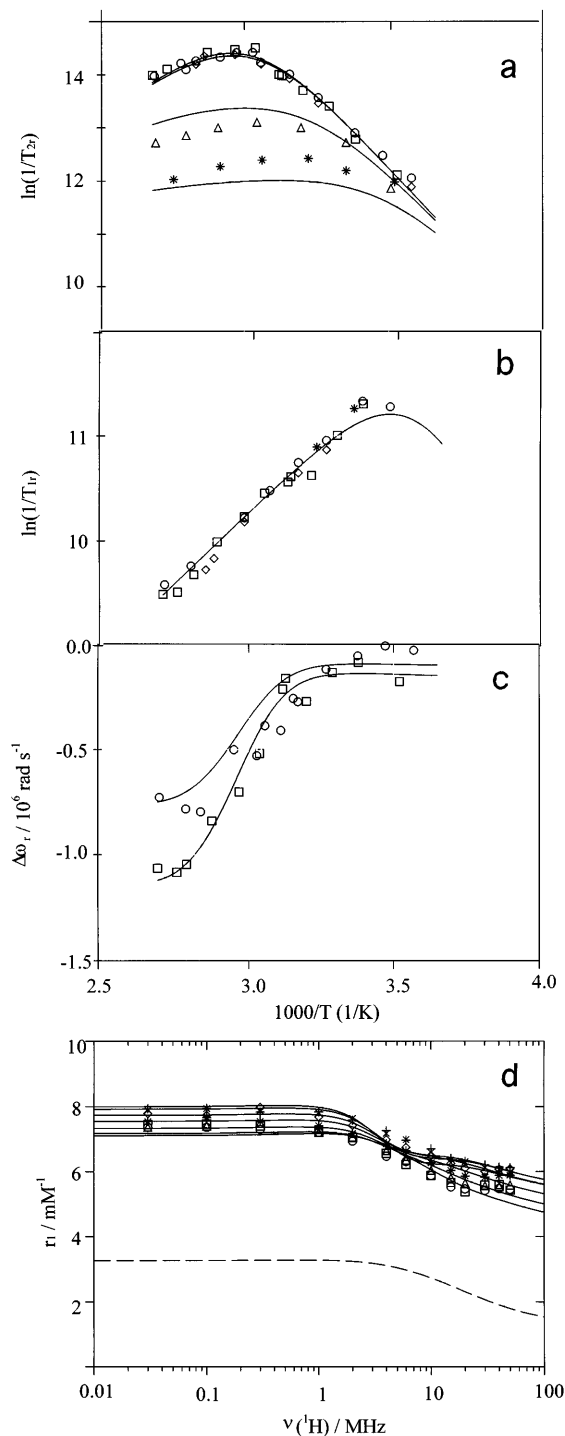 a
14
12
10
ln(1/T2r)
b
11
10
ln(1/T1r)
c
0.0
-0.5
-1.0
-1.5
Δωr / 10⁶ rad s⁻¹
2.5 3.0 3.5 4.0
1000/T (1/K)
d
10
8
6
4
2
r1/ mM⁻¹
0.01 0.1 1 10 100
ν(¹H) / MHz